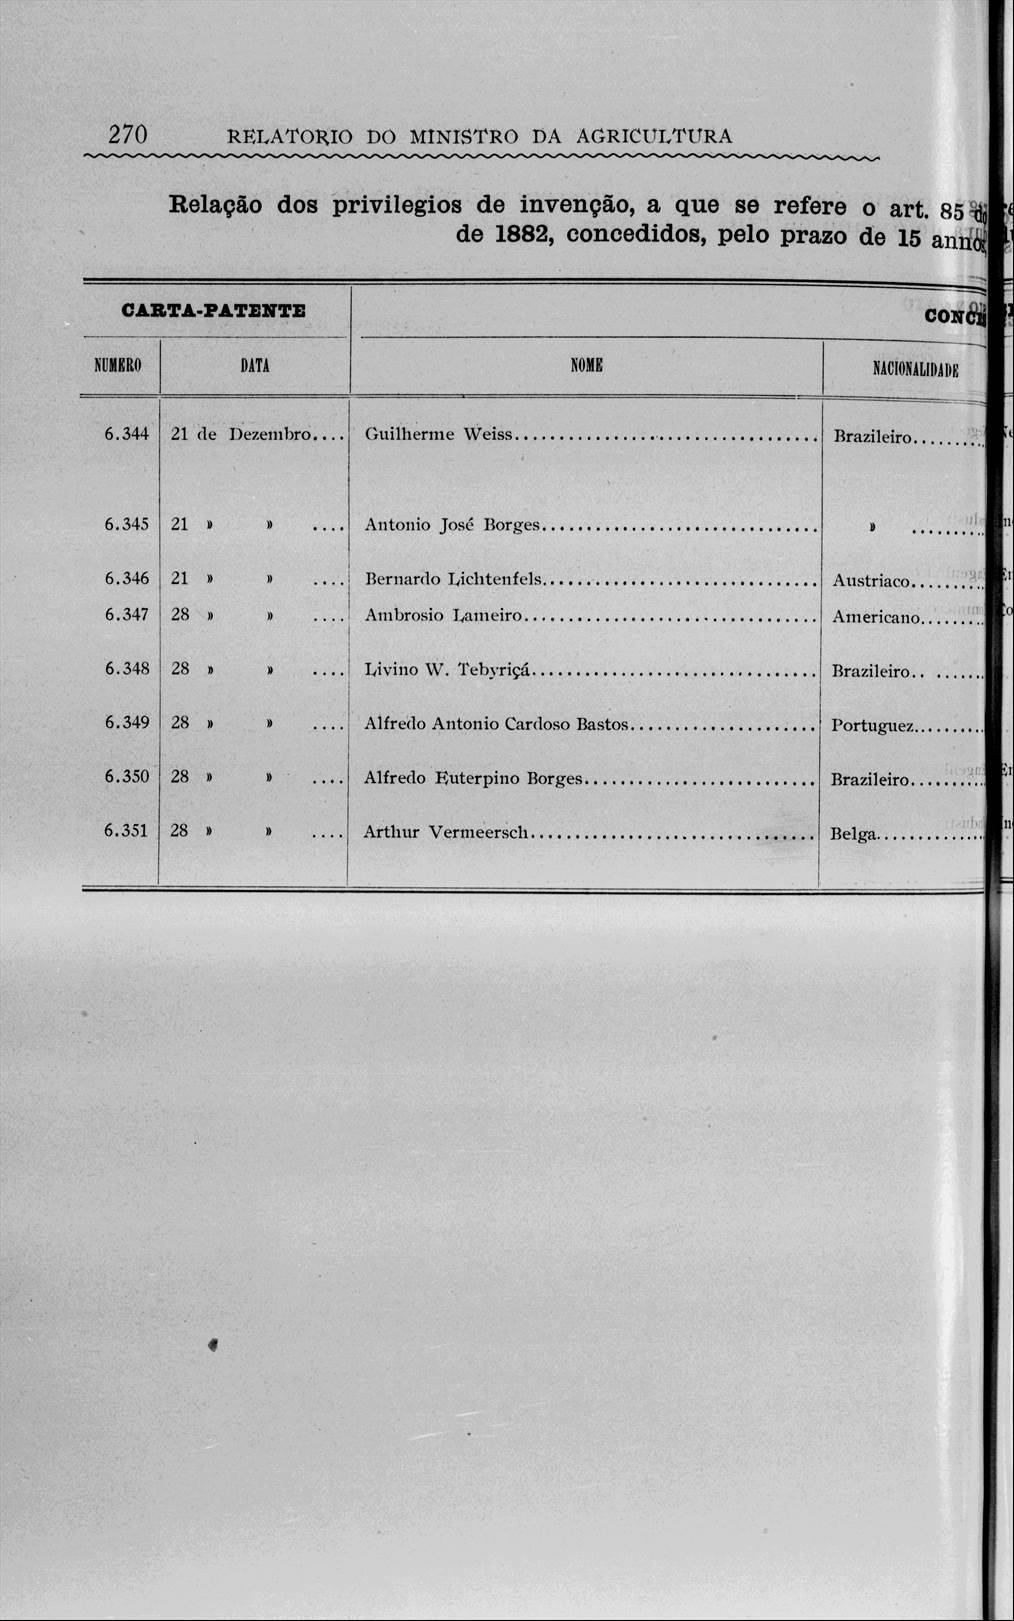 270 RELATORIO DO MINISTRO DA AGRICULTURA
Relação dos privilegios de invenção, a que se refere o art. 85
de 1882, concedidos, pelo prazo de 15 annos,
CARTA-PATENTE
NUMERO DATA NOME NACIONALIDADE
6.344 21 de Dezembro.... Guilherme Weiss.................................... Brazileiro.........
6.345 21 » » .... Antonio José Borges................................ » .........
6.346 21 » » .... Bernardo Lichtenfels................................ Austriaco.........
6.347 28 » » .... Ambrosio Lameiro.................................. Americano........
6.348 28 » » .... Livino W. Tebyriçá................................. Brazileiro.. ......
6.349 28 » » .... Alfredo Antonio Cardoso Bastos...................... Portuguez.........
6.350 28 » » .... Alfredo Euterpino Borges........................... Brazileiro.........
6.351 28 » » .... Arthur Vermeersch................................. Belga.............